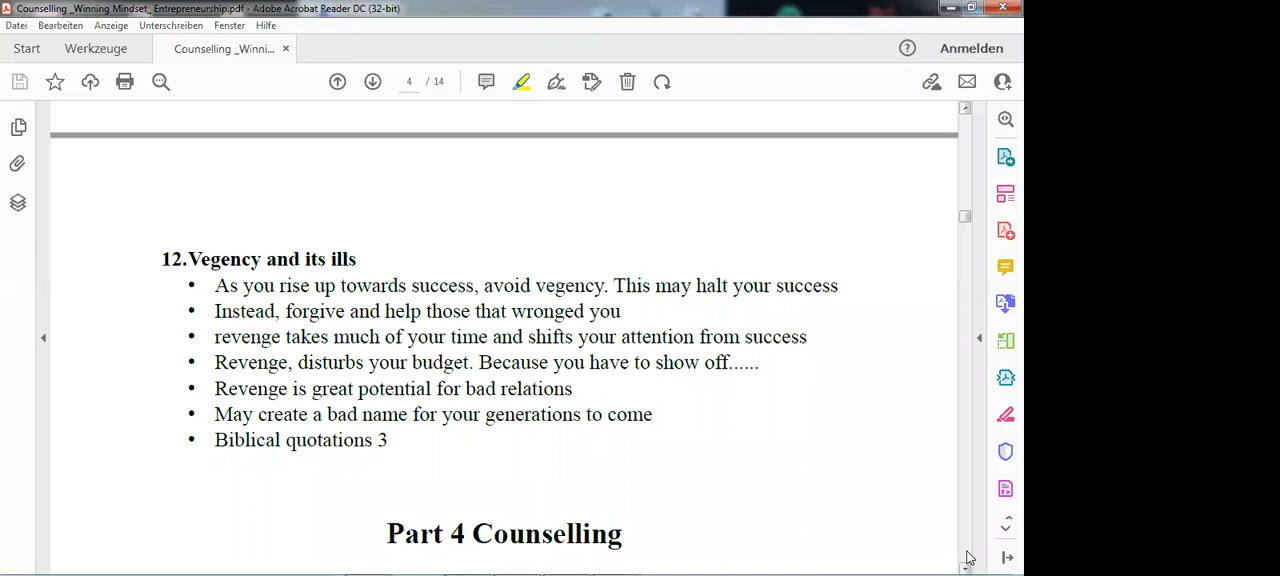 Counselling _Winning Mindset_ Entrepreneurship.pdf - Adobe Acrobat Reader DC (32-bit)
Datei Bearbeiten Anzeige Unterschreiben Fenster Hilfe
Start Werkzeuge Counselling _Winni... × ? Anmelden
4 / 14
12.Vegency and its ills
• As you rise up towards success, avoid vegency. This may halt your success
• Instead, forgive and help those that wronged you
• revenge takes much of your time and shifts your attention from success
• Revenge, disturbs your budget. Because you have to show off......
• Revenge is great potential for bad relations
• May create a bad name for your generations to come
• Biblical quotations 3
Part 4 Counselling